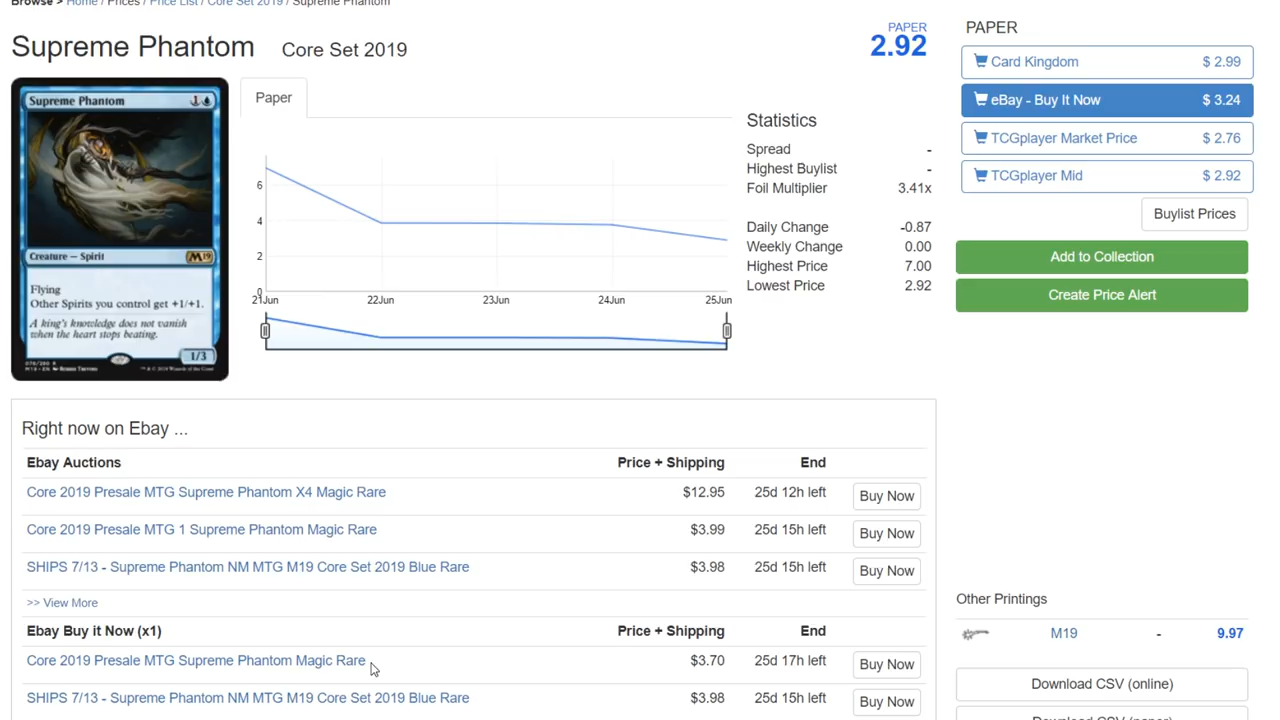 Browse > Home / Prices / Price List / Core Set 2019 / Supreme Phantom
Supreme Phantom Core Set 2019
PAPER
2.92
Supreme Phantom 1
Creature — Spirit M19
Flying
Other Spirits you control get +1/+1.
A king's knowledge does not vanish
when the heart stops beating.
1/3
Paper
6
4
2
0
21Jun 22Jun 23Jun 24Jun 25Jun
Statistics
Spread -
Highest Buylist -
Foil Multiplier 3.41x
Daily Change -0.87
Weekly Change 0.00
Highest Price 7.00
Lowest Price 2.92
PAPER
Card Kingdom $ 2.99
eBay - Buy It Now $ 3.24
TCGplayer Market Price $ 2.76
TCGplayer Mid $ 2.92
Buylist Prices
Add to Collection
Create Price Alert
Right now on Ebay ...
Ebay Auctions Price + Shipping End
Core 2019 Presale MTG Supreme Phantom X4 Magic Rare $12.95 25d 12h left Buy Now
Core 2019 Presale MTG 1 Supreme Phantom Magic Rare $3.99 25d 15h left Buy Now
SHIPS 7/13 - Supreme Phantom NM MTG M19 Core Set 2019 Blue Rare $3.98 25d 15h left Buy Now
>> View More
Ebay Buy it Now (x1) Price + Shipping End
Core 2019 Presale MTG Supreme Phantom Magic Rare $3.70 25d 17h left Buy Now
SHIPS 7/13 - Supreme Phantom NM MTG M19 Core Set 2019 Blue Rare $3.98 25d 15h left Buy Now
Other Printings
M19 - 9.97
Download CSV (online)
Download CSV (paper)